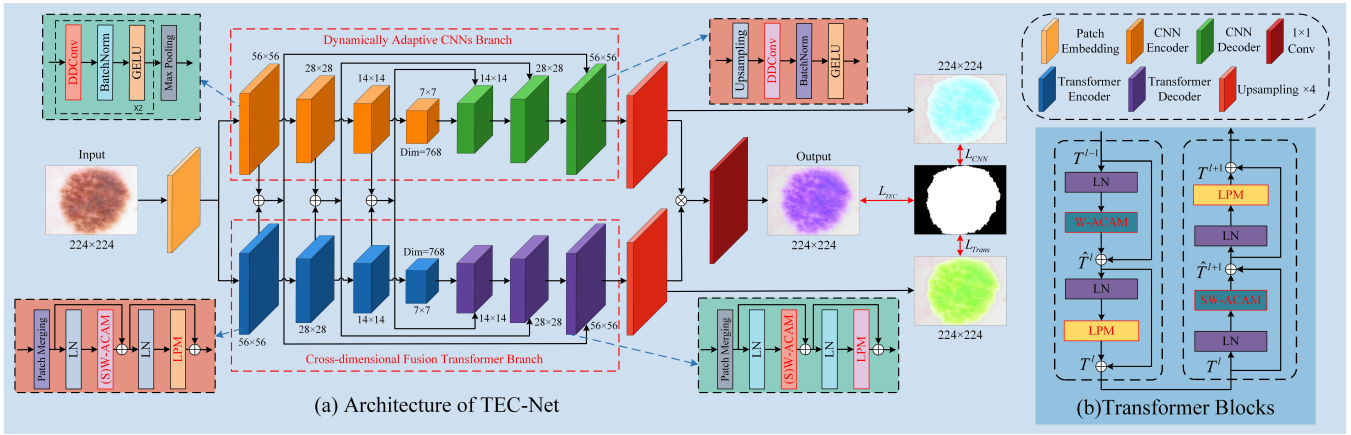 DDConv
BatchNorm
GELU
X2
Max Pooling
Dynamically Adaptive CNNs Branch
56×56
28×28
14×14
7×7
Dim=768
14×14
28×28
56×56
Upsampling
DDConv
BatchNorm
GELU
224×224
Input
224×224
Output
224×224
L_CNN
L_TEC
L_Trans
224×224
Dim=768
56×56
28×28
14×14
7×7
14×14
28×28
56×56
Cross-dimensional Fusion Transformer Branch
Patch Merging
LN
(S)W-ACAM
LN
LPM
Patch Merging
LN
(S)W-ACAM
LN
LPM
(a) Architecture of TEC-Net
Patch
Embedding
CNN
Encoder
CNN
Decoder
1×1
Conv
Transformer
Encoder
Transformer
Decoder
Upsampling ×4
T^{l-1}
LN
W-ACAM
T̂^{l}
LN
LPM
T^{l}
T^{l+1}
LPM
LN
T̂^{l+1}
SW-ACAM
LN
T^{l}
(b)Transformer Blocks